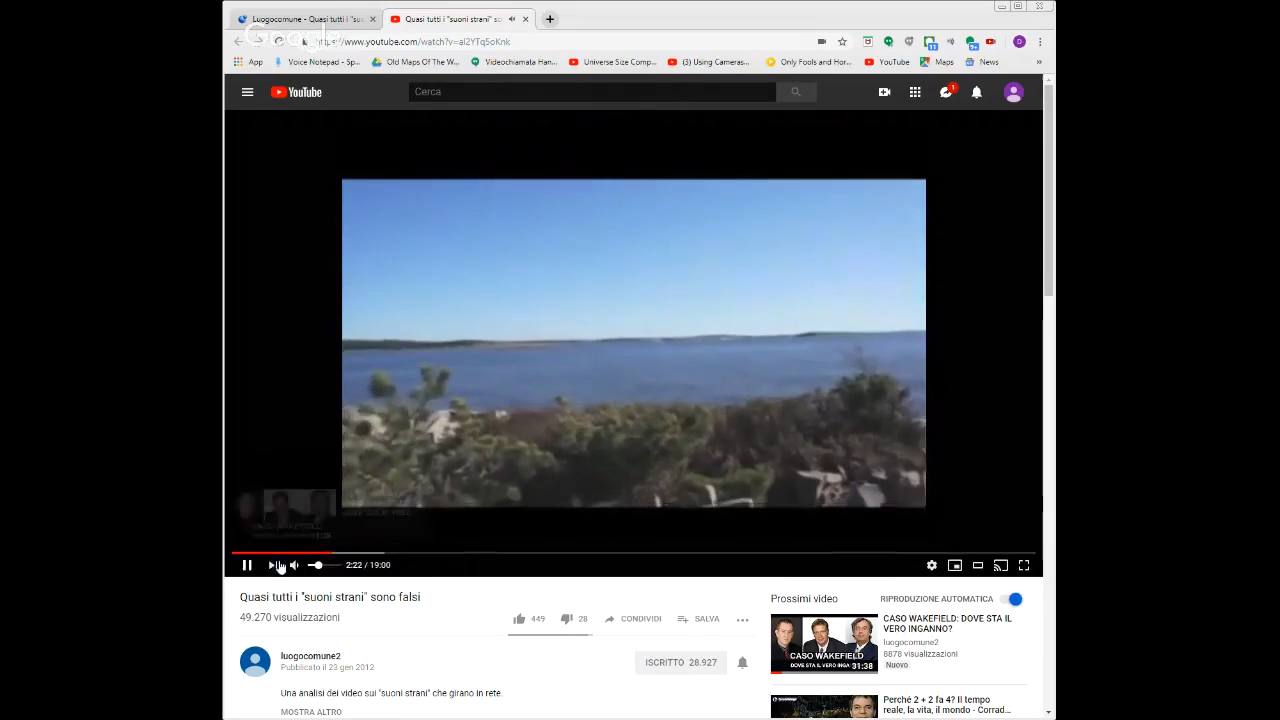 Luogocomune - Quasi tutti i "suo
Quasi tutti i "suoni strani" so
Google
https://www.youtube.com/watch?v=aI2YTq5oKnk
11
9+
App
Voice Notepad - Sp...
Old Maps Of The W...
Videochiamata Han...
Universe Size Comp...
(3) Using Cameras...
Only Fools and Hor...
YouTube
Maps
News
»
YouTube
Cerca
1
2:22 / 19:00
Quasi tutti i "suoni strani" sono falsi
49.270 visualizzazioni
449
28
CONDIVIDI
SALVA
luogocomune2
Pubblicato il 23 gen 2012
ISCRITTO 28.927
Una analisi dei video sui "suoni strani" che girano in rete.
MOSTRA ALTRO
Prossimi video
RIPRODUZIONE AUTOMATICA
CASO WAKEFIELD
DOVE STA IL VERO INGA
31:38
CASO WAKEFIELD: DOVE STA IL
VERO INGANNO?
luogocomune2
8878 visualizzazioni
Nuovo
Perché 2 + 2 fa 4? Il tempo
reale, la vita, il mondo - Corrad...